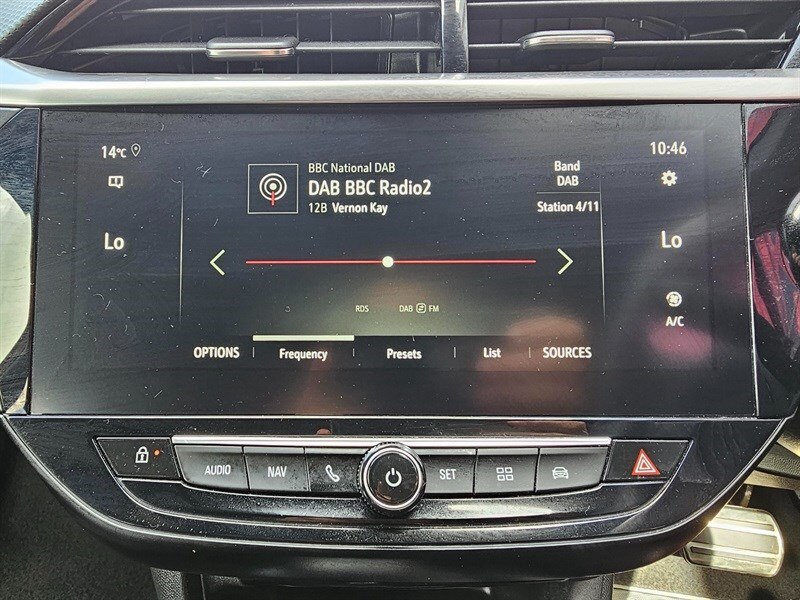 14°C
10:46
BBC National DAB
DAB BBC Radio2
12B Vernon Kay
Band
DAB
Station 4/11
Lo
Lo
A/C
RDS
DAB FM
OPTIONS
Frequency
Presets
List
SOURCES
AUDIO
NAV
SET